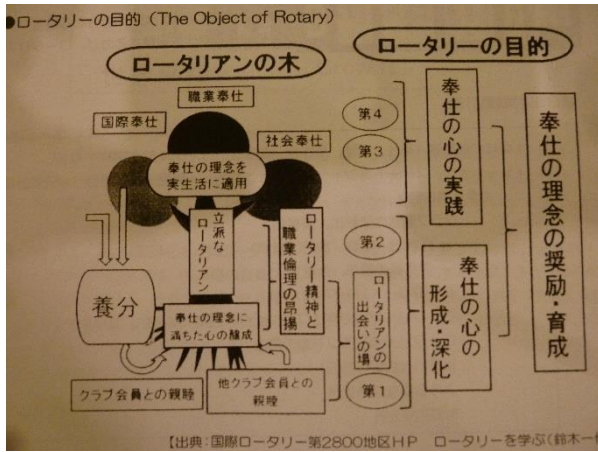 ●ロータリーの目的（The Object of Rotary）
ロータリアンの木
ロータリーの目的
職業奉仕
国際奉仕
社会奉仕
奉仕の理念を
実生活に適用
立派な
ロータリアン
ロータリー精神と
職業倫理の昂揚
養分
奉仕の理念に
満ちた心の醸成
クラブ会員との親睦
他クラブ会員との
親睦
第4
第3
第2
ロータリアンの
出会いの場
第1
奉仕の心の実践
奉仕の心の
形成・深化
奉仕の理念の奨励・育成
【出典：国際ロータリー第2800地区HP　ロータリーを学ぶ（鈴木一